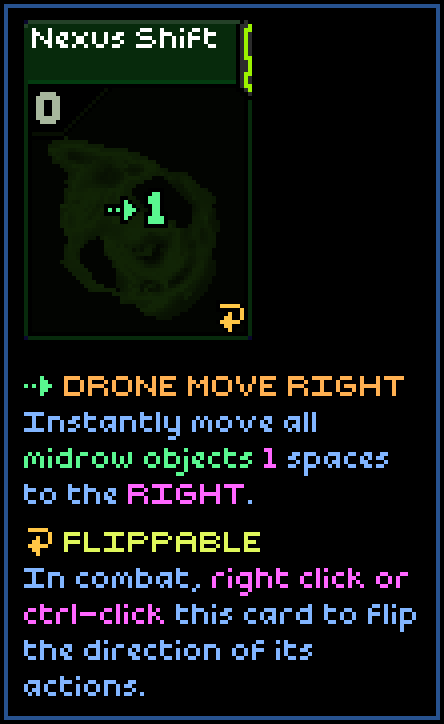 Nexus Shift
0
1
DRONE MOVE RIGHT
Instantly move all
midrow objects 1 spaces
to the RIGHT.
FLIPPABLE
In combat, right click or
ctrl-click this card to flip
the direction of its
actions.